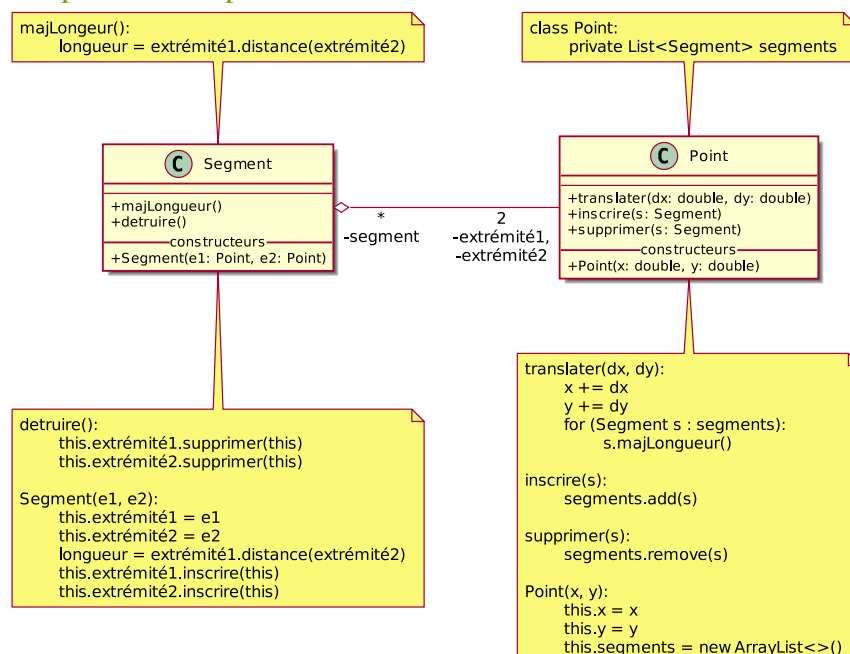 majLongeur():
longueur = extrémité1.distance(extrémité2)
class Point:
private List<Segment> segments
C Segment
+majLongueur()
+detruire()
constructeurs
+Segment(e1: Point, e2: Point)
*
-segment
2
-extrémité1,
-extrémité2
C Point
+translater(dx: double, dy: double)
+inscrire(s: Segment)
+supprimer(s: Segment)
constructeurs
+Point(x: double, y: double)
detruire():
this.extrémité1.supprimer(this)
this.extrémité2.supprimer(this)
Segment(e1, e2):
this.extrémité1 = e1
this.extrémité2 = e2
longueur = extrémité1.distance(extrémité2)
this.extrémité1.inscrire(this)
this.extrémité2.inscrire(this)
translater(dx, dy):
x += dx
y += dy
for (Segment s : segments):
s.majLongueur()
inscrire(s):
segments.add(s)
supprimer(s):
segments.remove(s)
Point(x, y):
this.x = x
this.y = y
this.segments = new ArrayList<>()